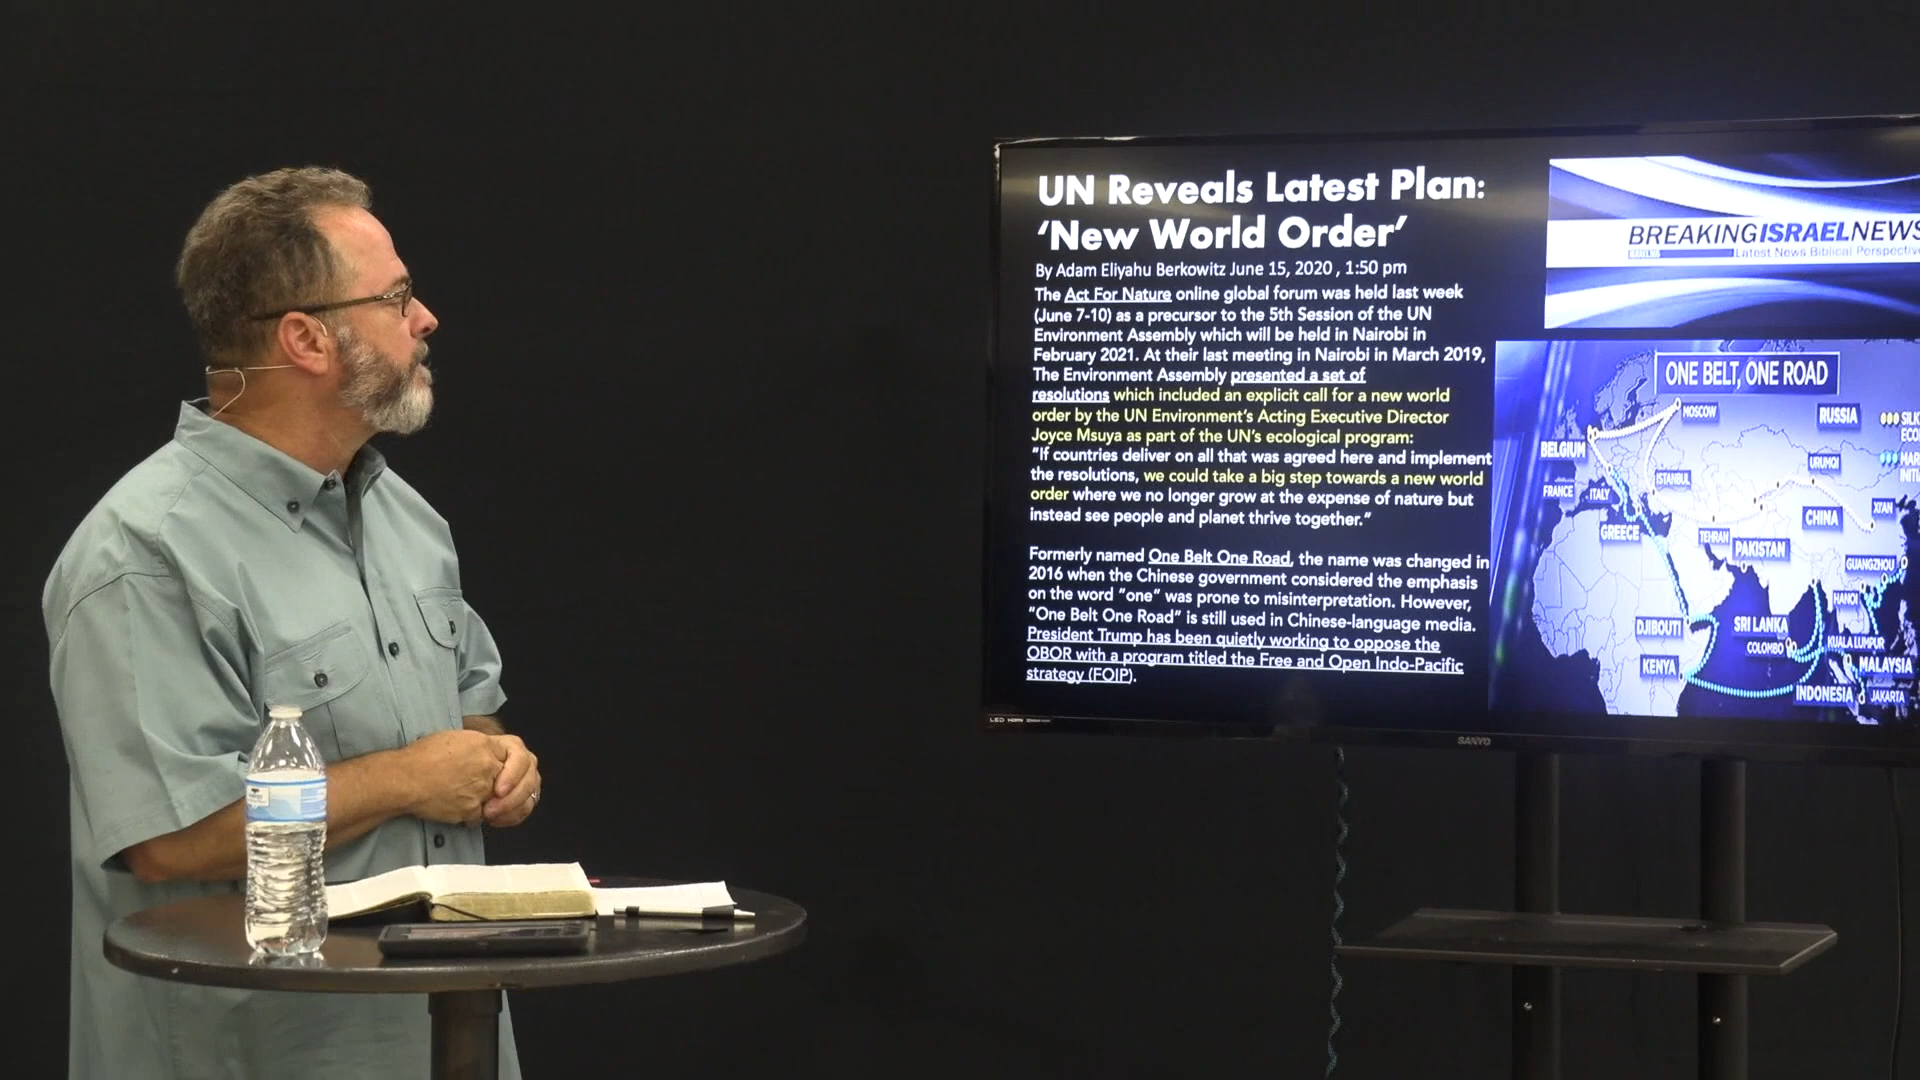 UN Reveals Latest Plan:
‘New World Order’
By Adam Eliyahu Berkowitz June 15, 2020 , 1:50 pm
The Act For Nature online global forum was held last week
(June 7-10) as a precursor to the 5th Session of the UN
Environment Assembly which will be held in Nairobi in
February 2021. At their last meeting in Nairobi in March 2019,
The Environment Assembly presented a set of
resolutions which included an explicit call for a new world
order by the UN Environment’s Acting Executive Director
Joyce Msuya as part of the UN’s ecological program:
“If countries deliver on all that was agreed here and implement
the resolutions, we could take a big step towards a new world
order where we no longer grow at the expense of nature but
instead see people and planet thrive together.”
Formerly named One Belt One Road, the name was changed in
2016 when the Chinese government considered the emphasis
on the word “one” was prone to misinterpretation. However,
“One Belt One Road” is still used in Chinese-language media.
President Trump has been quietly working to oppose the
OBOR with a program titled the Free and Open Indo-Pacific
strategy (FOIP).
BREAKINGISRAELNEWS
Latest News Biblical Perspective
ONE BELT, ONE ROAD
MOSCOW
RUSSIA
SILK
ECO
BELGIUM
MAR
INITI
URUMQI
ISTANBUL
FRANCE
ITALY
XI'AN
CHINA
GREECE
TEHRAN
PAKISTAN
GUANGZHOU
HANOI
DJIBOUTI
SRI LANKA
COLOMBO
KUALA LUMPUR
KENYA
MALAYSIA
INDONESIA
JAKARTA
LED HDMI
SANYO